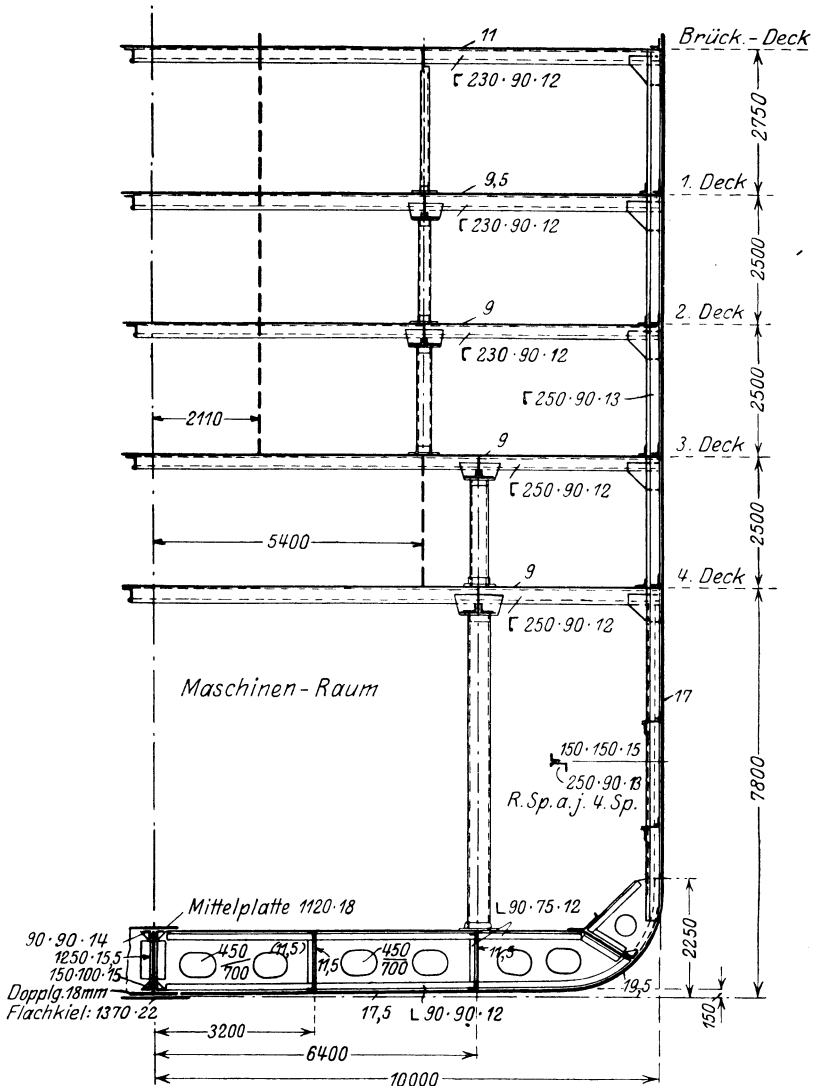 11
Brück.-Deck
Γ 230·90·12
2750
9,5
1. Deck
Γ 230·90·12
2500
9
2. Deck
Γ 230·90·12
Γ 250·90·13
2500
2110
9
3. Deck
Γ 250·90·12
2500
5400
9
4. Deck
Γ 250·90·12
Maschinen-Raum
17
150·150·15
250·90·13
R.Sp.a.j. 4. Sp.
7800
Mittelplatte 1120·18
L 90·75·12
2250
90·90·14
1250·15,5
150·100·15
Dopplg. 18mm
Flachkiel: 1370·22
450
700
(11,5)
11,5
450
700
11,5
19,5
150
17,5
L 90·90·12
3200
6400
10000